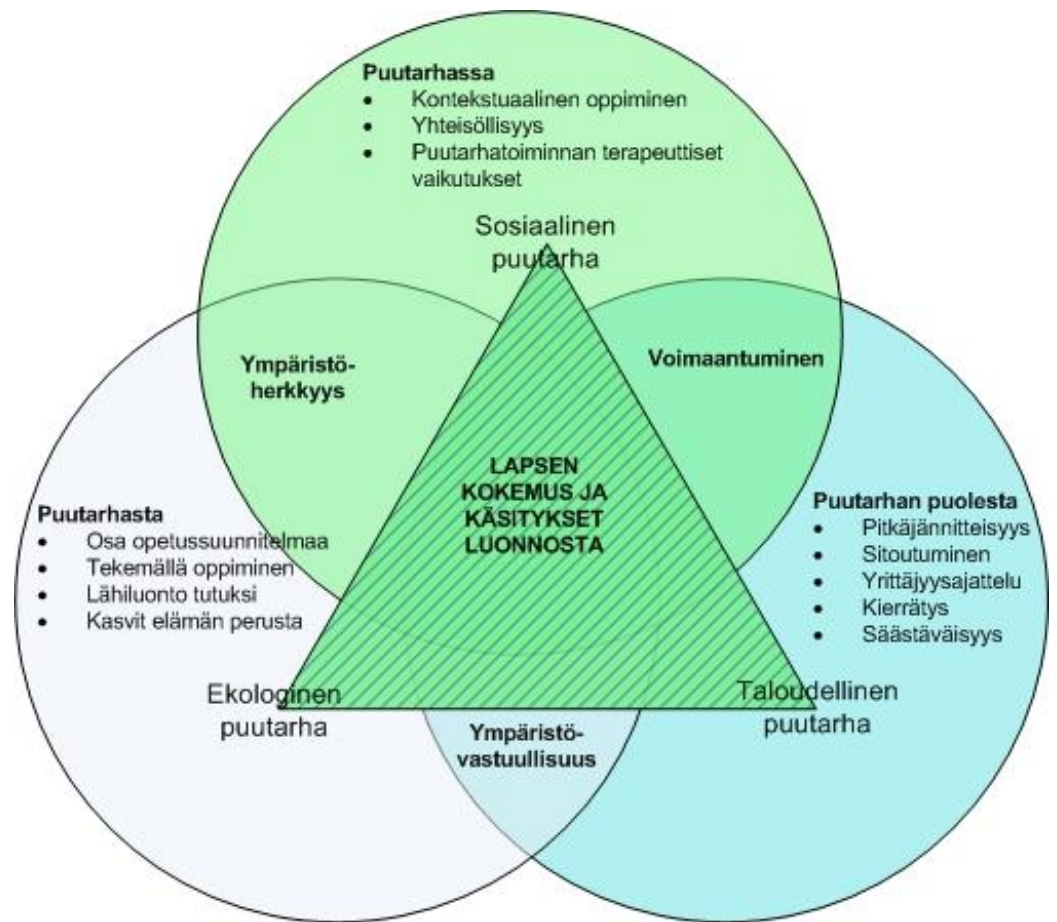 Puutarhassa
• Kontekstuaalinen oppiminen
• Yhteisöllisyys
• Puutarhatoiminnan terapeuttiset
vaikutukset
Sosiaalinen
puutarha
Ympäristö-
herkkyys
Voimaantuminen
LAPSEN
KOKEMUS JA
KÄSITYKSET
LUONNOSTA
Puutarhasta
• Osa opetussuunnitelmaa
• Tekemällä oppiminen
• Lähiluonto tutuksi
• Kasvit elämän perusta
Puutarhan puolesta
• Pitkäjännitteisyys
• Sitoutuminen
• Yrittäjyysajattelu
• Kierrätys
• Säästäväisyys
Ekologinen
puutarha
Taloudellinen
puutarha
Ympäristö-
vastuullisuus